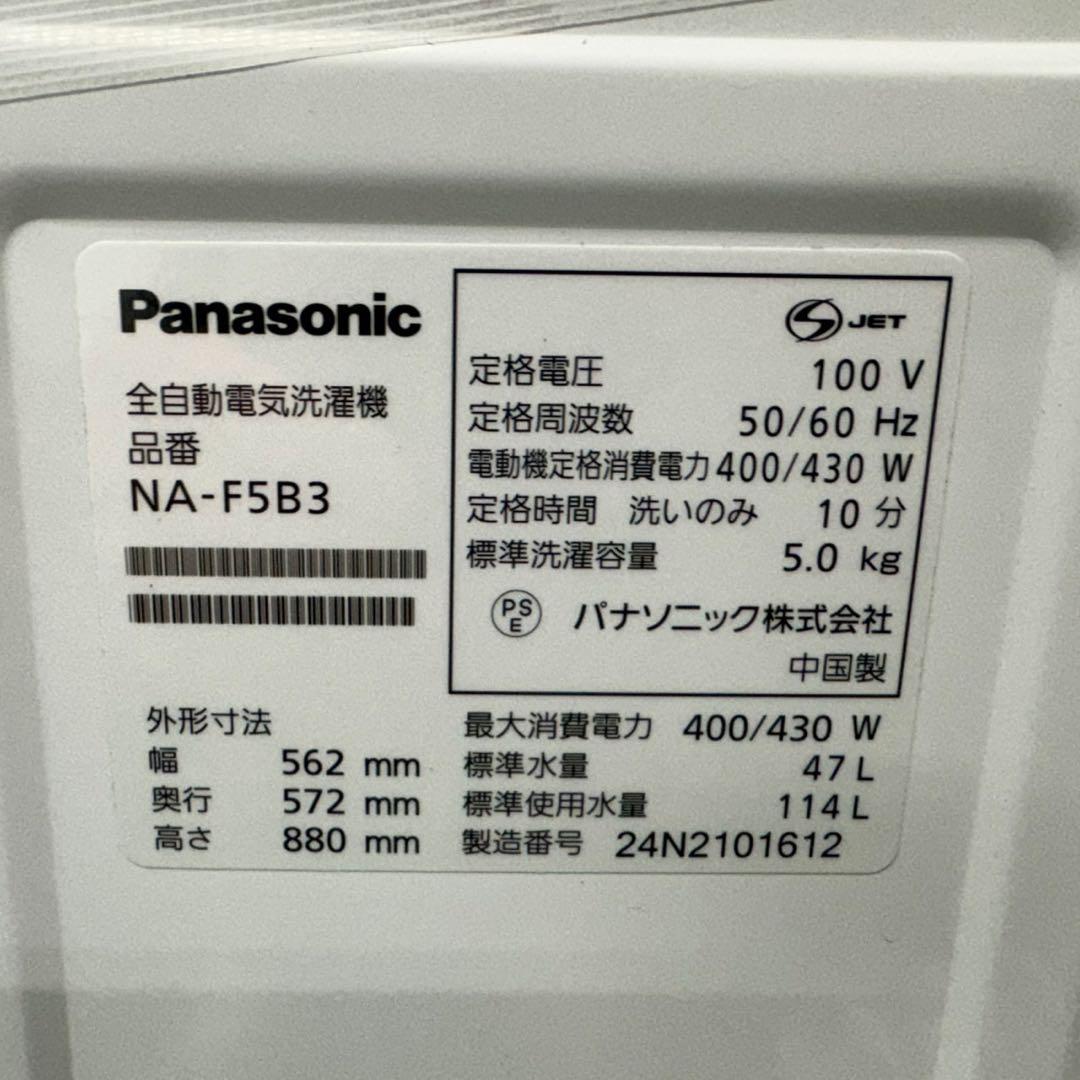 Panasonic
全自動電気洗濯機
品番
NA-F5B3
JET
定格電圧 100 V
定格周波数 50/60 Hz
電動機定格消費電力 400/430 W
定格時間 洗いのみ 10 分
標準洗濯容量 5.0 kg
PS
E
パナソニック株式会社
中国製
外形寸法
幅 562 mm
奥行 572 mm
高さ 880 mm
最大消費電力 400/430 W
標準水量 47 L
標準使用水量 114 L
製造番号 24N2101612